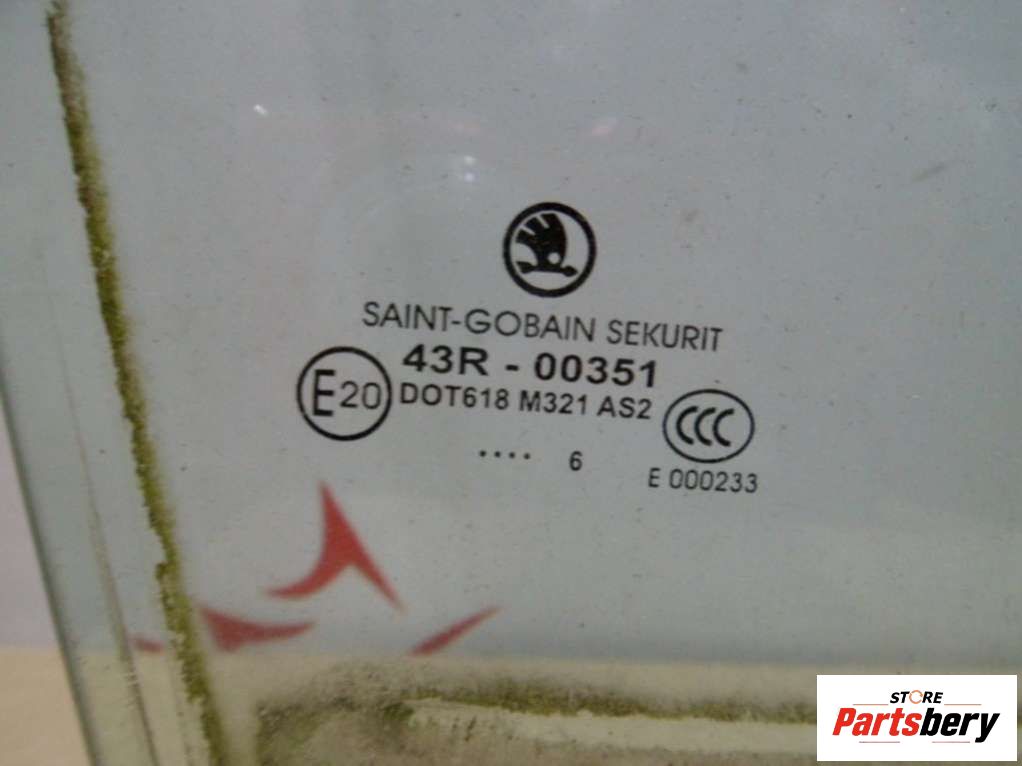 SAINT-GOBAIN SEKURIT
43R - 00351
E20 DOT618 M321 AS2
CCC
.... 6
E 000233
STORE
Partsbery